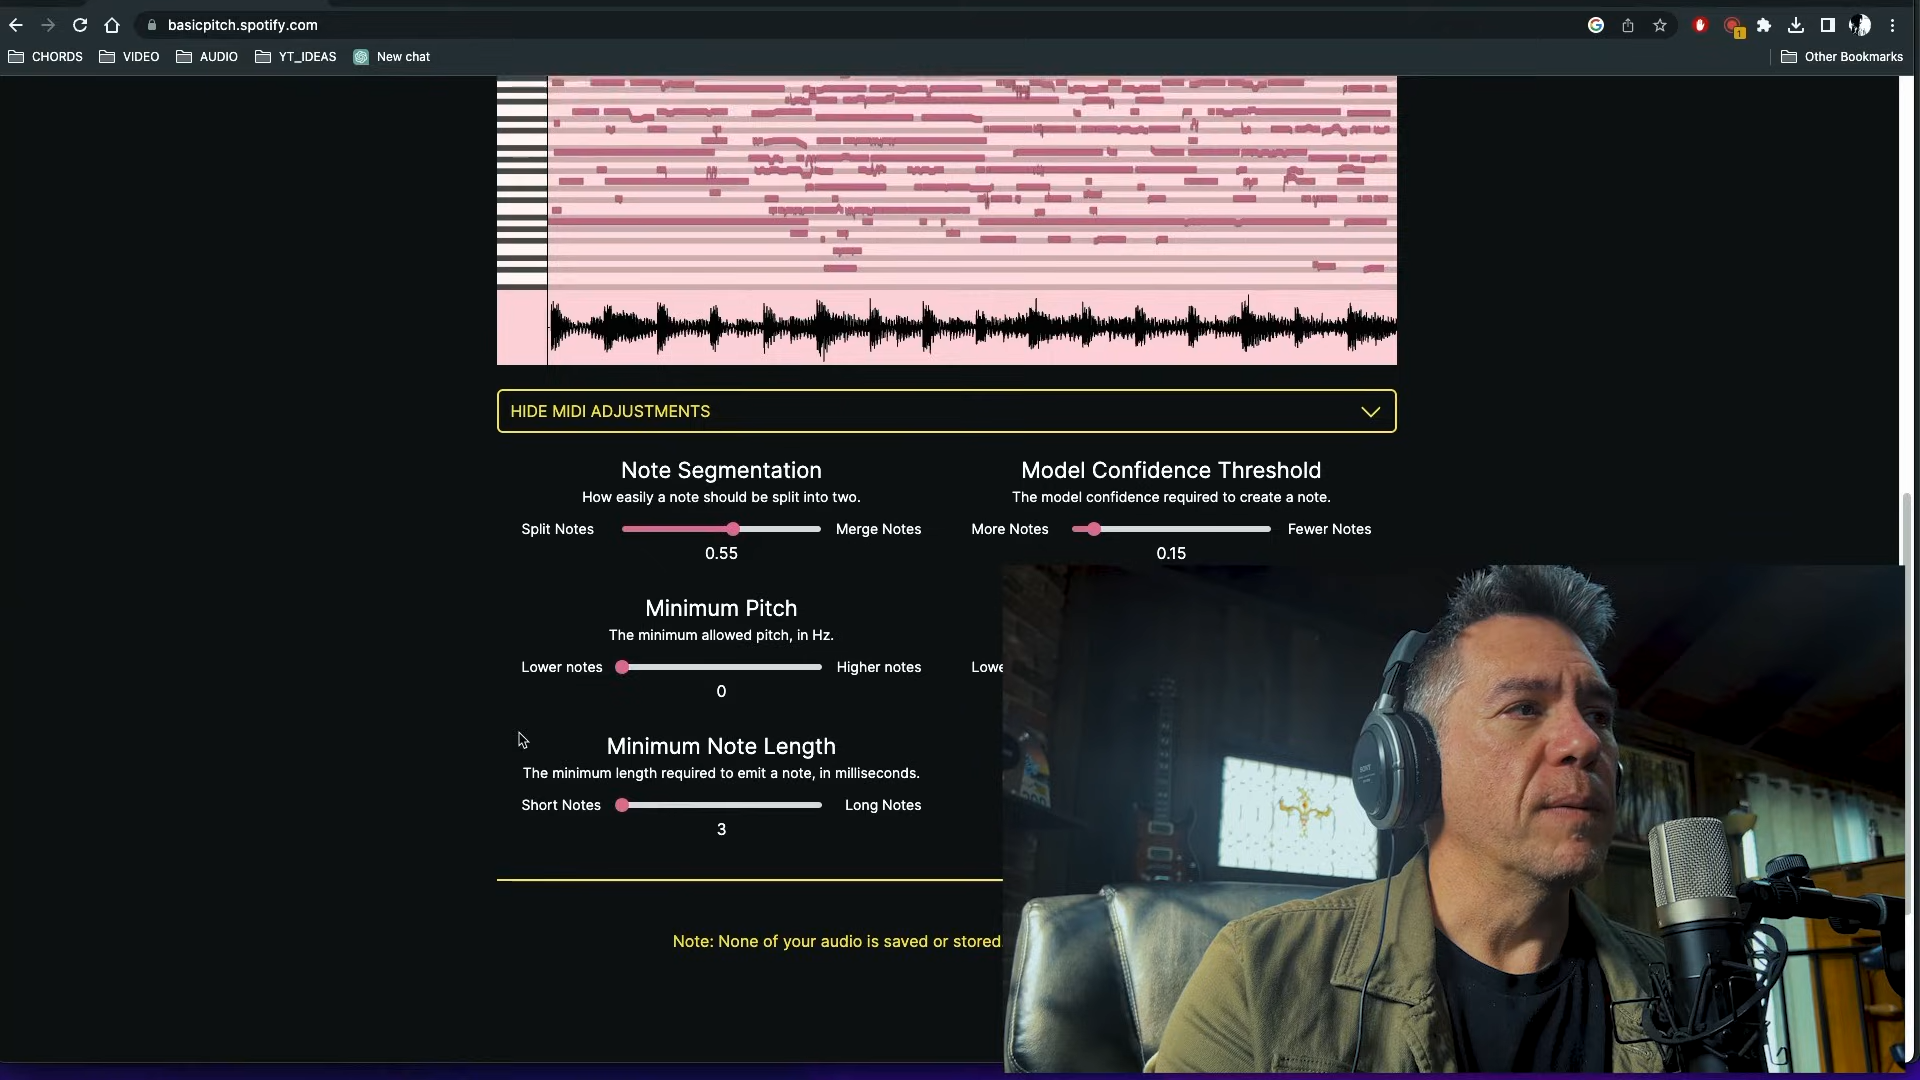 basicpitch.spotify.com
1
CHORDS
VIDEO
AUDIO
YT_IDEAS
New chat
Other Bookmarks
HIDE MIDI ADJUSTMENTS
Note Segmentation
How easily a note should be split into two.
Split Notes
Merge Notes
0.55
Model Confidence Threshold
The model confidence required to create a note.
More Notes
Fewer Notes
0.15
Minimum Pitch
The minimum allowed pitch, in Hz.
Lower notes
Higher notes
0
Lowe
Minimum Note Length
The minimum length required to emit a note, in milliseconds.
Short Notes
Long Notes
3
Note: None of your audio is saved or stored.
SONY